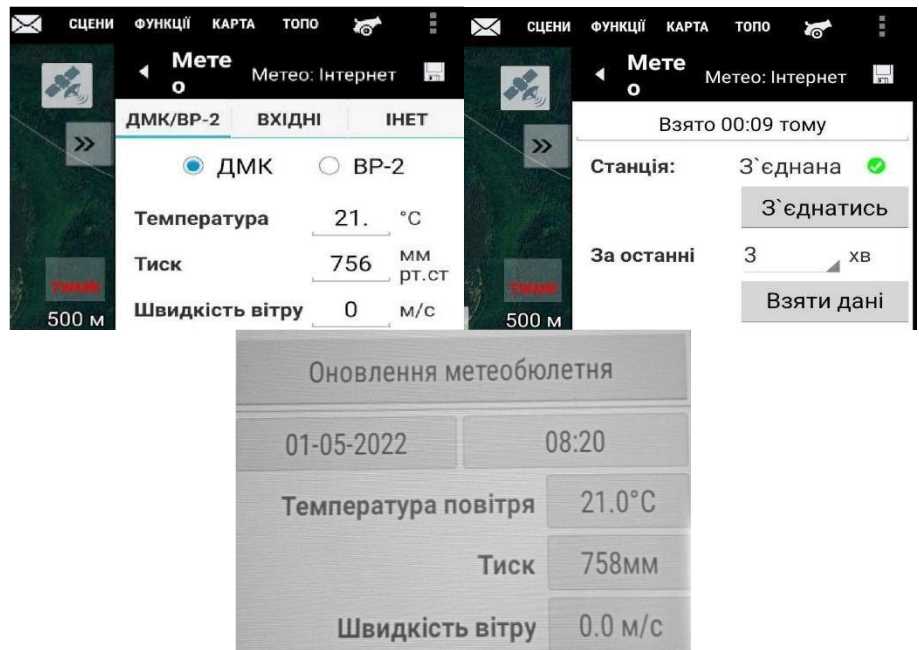 СЦЕНИ ФУНКЦІЇ КАРТА ТОПО
Метео
Метео: Інтернет
ДМК/ВР-2 ВХІДНІ ІНЕТ
ДМК ВР-2
Температура 21. °C
Тиск 756 мм рт.ст
Швидкість вітру 0 м/с
500 м
СЦЕНИ ФУНКЦІЇ КАРТА ТОПО
Метео
Метео: Інтернет
Взято 00:09 тому
Станція: З`єднана
З`єднатись
За останні 3 хв
Взяти дані
500 м
Оновлення метеобюлетня
01-05-2022 08:20
Температура повітря 21.0°C
Тиск 758мм
Швидкість вітру 0.0 м/с